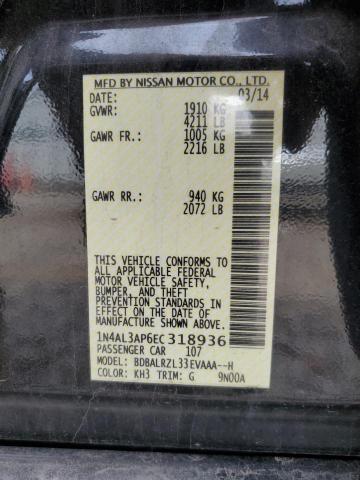 MFD BY NISSAN MOTOR CO., LTD.
DATE: 03/14
GVWR: 1910 KG
4211 LB
GAWR FR.: 1005 KG
2216 LB
GAWR RR.: 940 KG
2072 LB
THIS VEHICLE CONFORMS TO
ALL APPLICABLE FEDERAL
MOTOR VEHICLE SAFETY,
BUMPER, AND THEFT
PREVENTION STANDARDS IN
EFFECT ON THE DATE OF
MANUFACTURE SHOWN ABOVE.
1N4AL3AP6EC318936
PASSENGER CAR 107
MODEL: BDBALRZL33EVAAA--H
COLOR: KH3 TRIM: G 9N00A